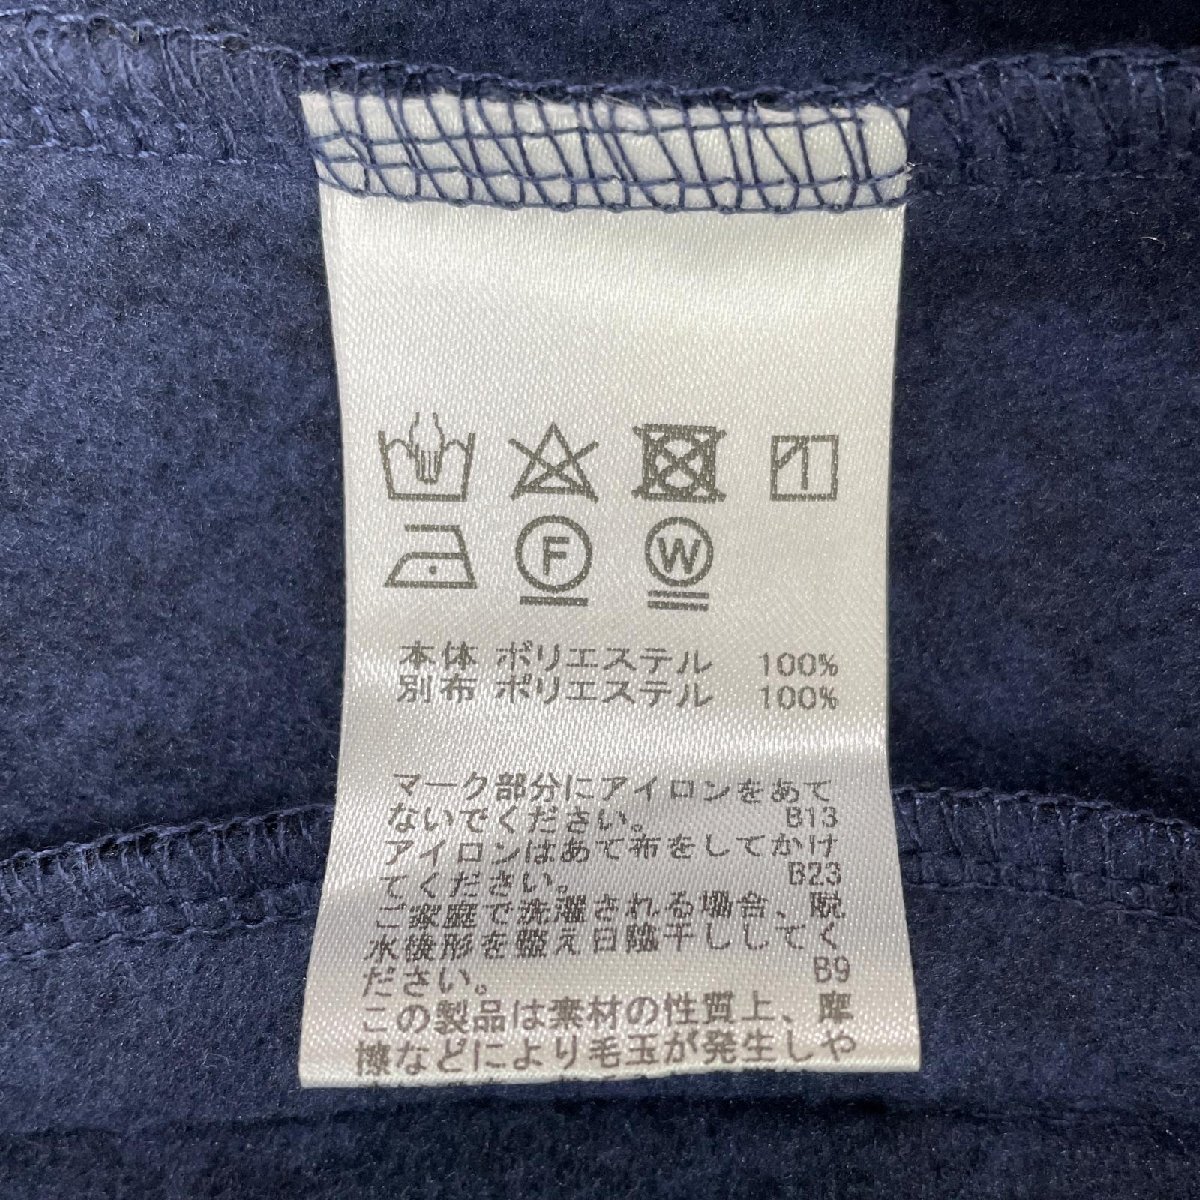 F W
本体 ポリエステル 100%
別布 ポリエステル 100%
マーク部分にアイロンをあて
ないでください。 B13
アイロンはあて布をしてかけ
てください。 B23
ご家庭で洗濯される場合、脱
水後形を整え日陰干ししてく
ださい。 B9
この製品は素材の性質上、摩
擦などにより毛玉が発生しや